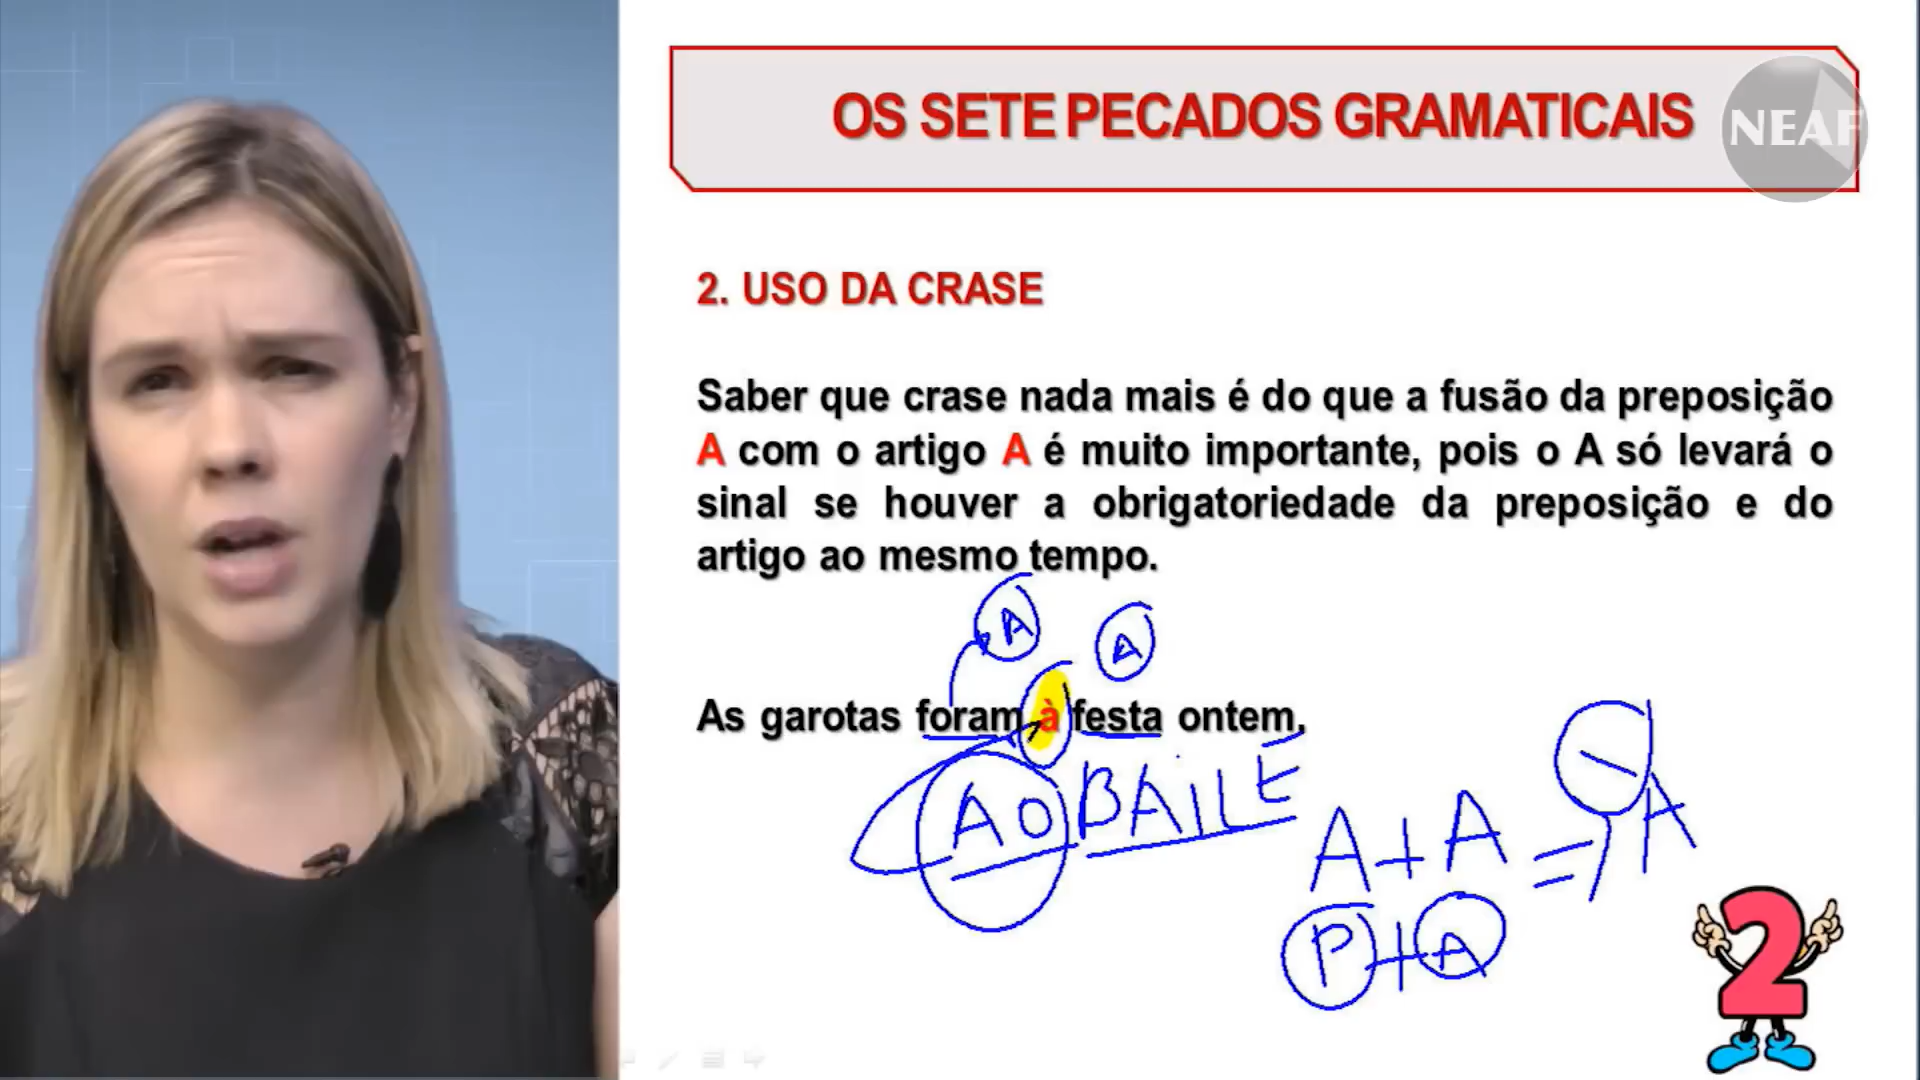 OS SETE PECADOS GRAMATICAIS
NEAF
2. USO DA CRASE
Saber que crase nada mais é do que a fusão da preposição
A com o artigo A é muito importante, pois o A só levará o
sinal se houver a obrigatoriedade da preposição e do
artigo ao mesmo tempo.
A A
As garotas foram à festa ontem.
AO BAILE
A + A = À
P + A
2